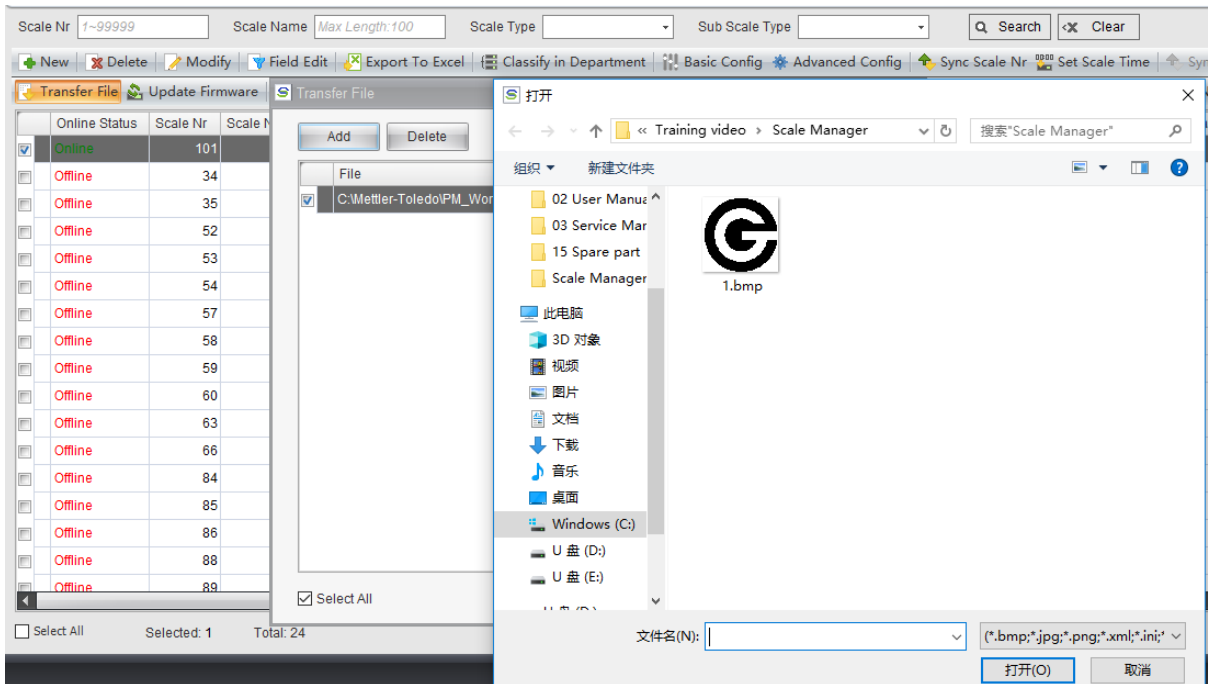 Scale Nr 1~99999 Scale Name Max Length:100 Scale Type Sub Scale Type Search Clear
New Delete Modify Field Edit Export To Excel Classify in Department Basic Config Advanced Config Sync Scale Nr Set Scale Time Syn
Transfer File Update Firmware
Online Status Scale Nr Scale N
Online 101
Offline 34
Offline 35
Offline 52
Offline 53
Offline 54
Offline 57
Offline 58
Offline 59
Offline 60
Offline 63
Offline 66
Offline 84
Offline 85
Offline 86
Offline 88
Offline 89
Select All Selected: 1 Total: 24
Transfer File
Add Delete
File
C:\Mettler-Toledo\PM_Wor
Select All
打开
« Training video › Scale Manager 搜索"Scale Manager"
组织 新建文件夹
02 User Manua
03 Service Mar
15 Spare part
Scale Manager
此电脑
3D 对象
视频
图片
文档
下载
音乐
桌面
Windows (C:)
U 盘 (D:)
U 盘 (E:)
1.bmp
文件名(N): (*.bmp;*.jpg;*.png;*.xml;*.ini;*
打开(O) 取消